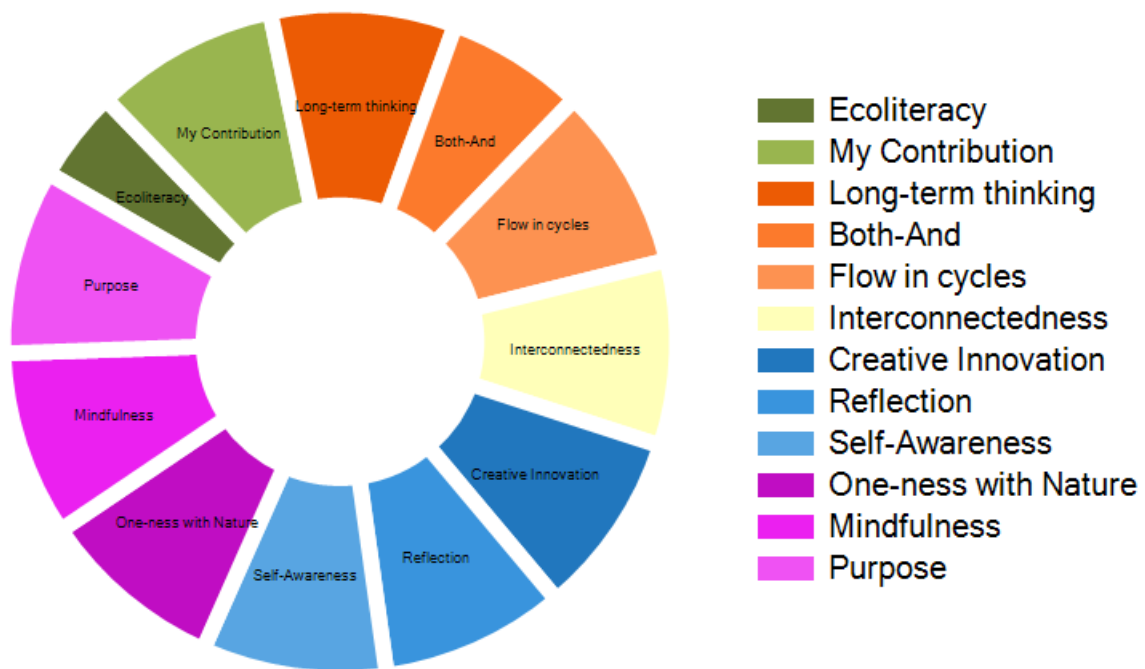 Long-term thinking
My Contribution
Both-And
Ecoliteracy
Flow in cycles
Purpose
Interconnectedness
Mindfulness
Creative Innovation
One-ness with Nature
Reflection
Self-Awareness
Ecoliteracy
My Contribution
Long-term thinking
Both-And
Flow in cycles
Interconnectedness
Creative Innovation
Reflection
Self-Awareness
One-ness with Nature
Mindfulness
Purpose